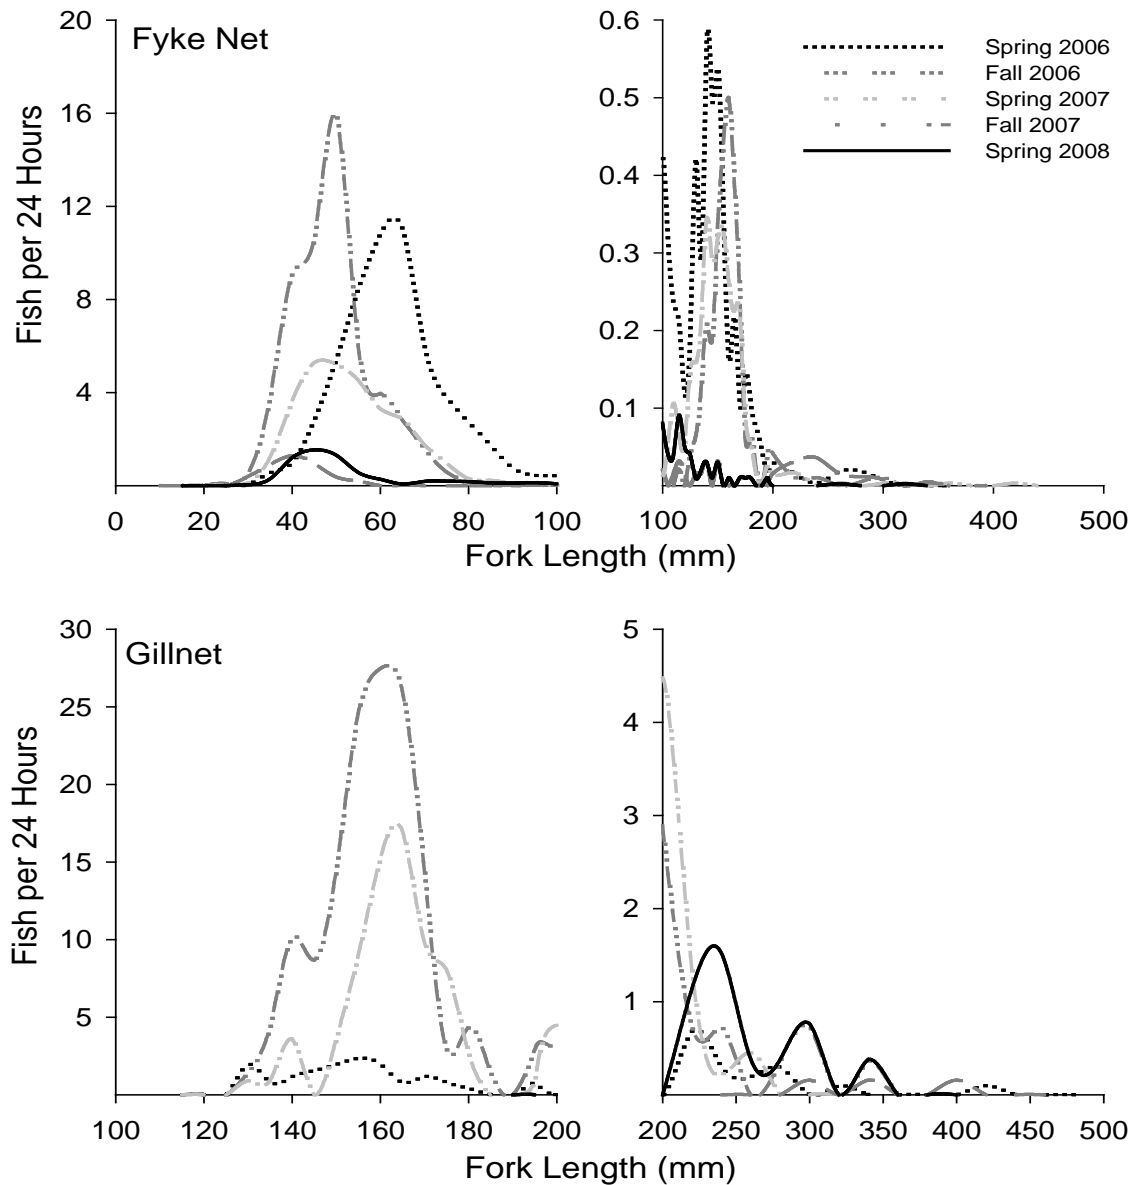 Fyke Net
Fish per 24 Hours
20
16
12
8
4
0 20 40 60 80 100
0.6
0.5
0.4
0.3
0.2
0.1
100 200 300 400 500
Spring 2006
Fall 2006
Spring 2007
Fall 2007
Spring 2008
Fork Length (mm)
Gillnet
Fish per 24 Hours
30
25
20
15
10
5
100 120 140 160 180 200
5
4
3
2
1
200 250 300 350 400 450 500
Fork Length (mm)